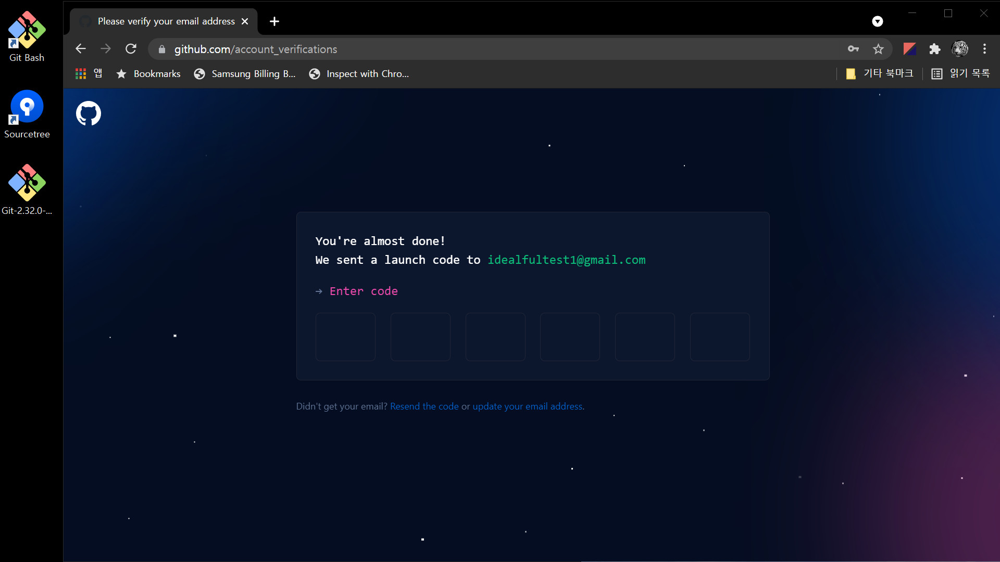 Git Bash
Sourcetree
Git-2.32.0-...
Please verify your email address
github.com/account_verifications
앱
Bookmarks
Samsung Billing B...
Inspect with Chro...
기타 북마크
읽기 목록
You're almost done!
We sent a launch code to idealfultest1@gmail.com
→ Enter code
Didn't get your email? Resend the code or update your email address.